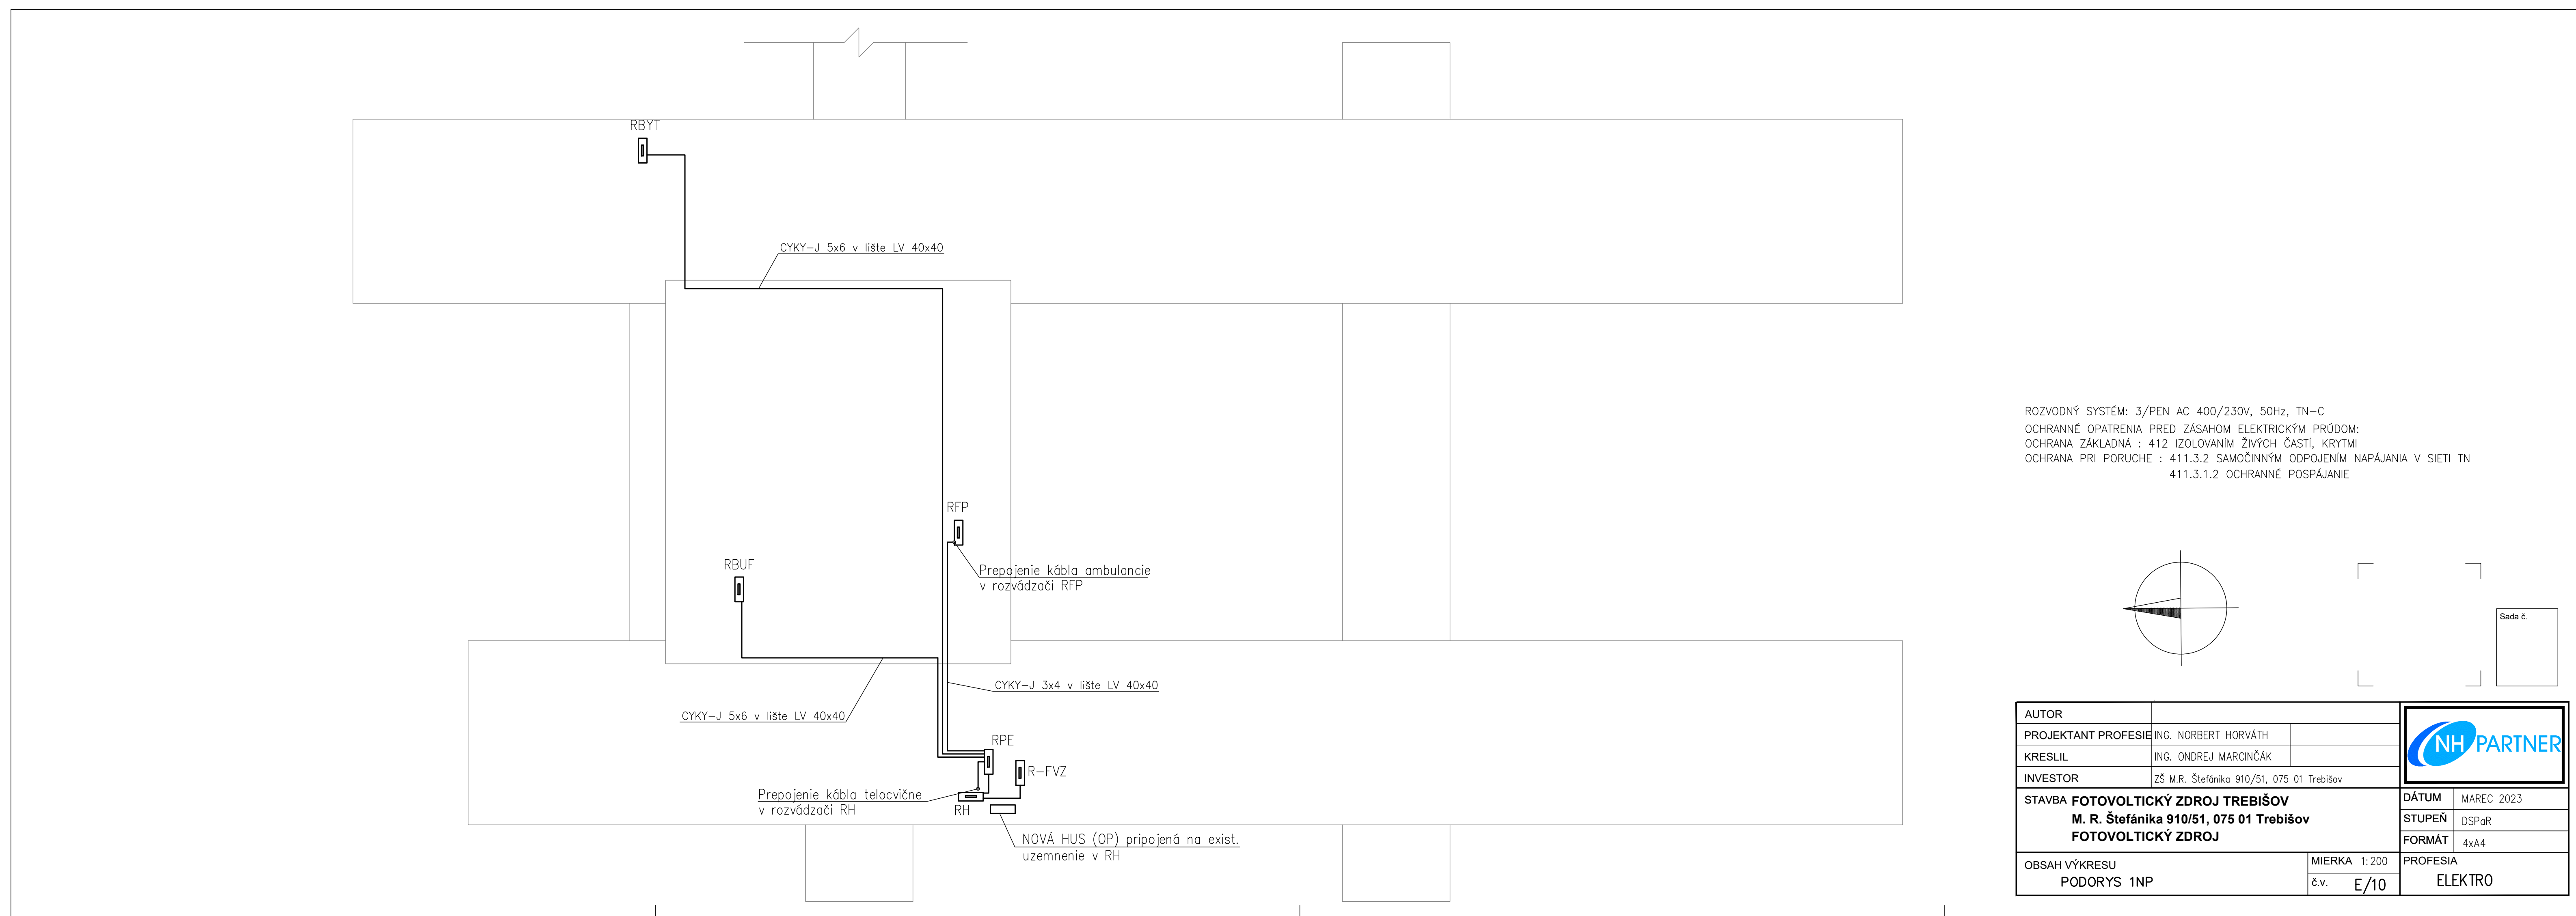 RBYT
CYKY-J 5x6 v lište LV 40x40
RFP
Prepojenie kábla ambulancie
v rozvádzači RFP
RBUF
CYKY-J 3x4 v lište LV 40x40
CYKY-J 5x6 v lište LV 40x40
RPE
R-FVZ
Prepojenie kábla telocvične
v rozvádzači RH
RH
NOVÁ HUS (OP) pripojená na exist.
uzemnenie v RH
ROZVODNÝ SYSTÉM: 3/PEN AC 400/230V, 50Hz, TN-C
OCHRANNÉ OPATRENIA PRED ZÁSAHOM ELEKTRICKÝM PRÚDOM:
OCHRANA ZÁKLADNÁ : 412 IZOLOVANÍM ŽIVÝCH ČASTÍ, KRYTMI
OCHRANA PRI PORUCHE : 411.3.2 SAMOČINNÝM ODPOJENÍM NAPÁJANIA V SIETI TN
411.3.1.2 OCHRANNÉ POSPÁJANIE
Sada č.
AUTOR
PROJEKTANT PROFESIE ING. NORBERT HORVÁTH
KRESLIL ING. ONDREJ MARCINČÁK
INVESTOR ZŠ M.R. Štefánika 910/51, 075 01 Trebišov
NH PARTNER
STAVBA FOTOVOLTICKÝ ZDROJ TREBIŠOV
M. R. Štefánika 910/51, 075 01 Trebišov
FOTOVOLTICKÝ ZDROJ
DÁTUM MAREC 2023
STUPEŇ DSPaR
FORMÁT 4xA4
OBSAH VÝKRESU
PODORYS 1NP
MIERKA 1:200
č.v. E/10
PROFESIA
ELEKTRO